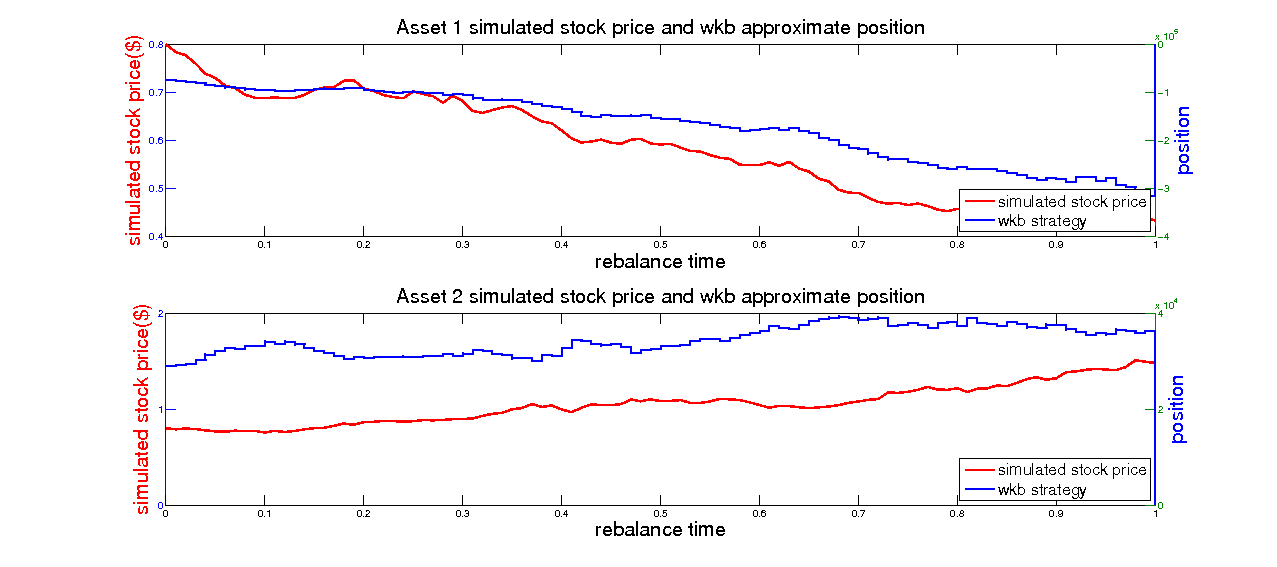 Asset 1 simulated stock price and wkb approximate position
x 10^5
simulated stock price($)
0.8
0.7
0.6
0.5
0.4
0
−1
−2
−3
−4
position
simulated stock price
wkb strategy
0 0.1 0.2 0.3 0.4 0.5 0.6 0.7 0.8 0.9 1
rebalance time
Asset 2 simulated stock price and wkb approximate position
x 10^4
simulated stock price($)
2
1
0
4
2
0
position
simulated stock price
wkb strategy
0 0.1 0.2 0.3 0.4 0.5 0.6 0.7 0.8 0.9 1
rebalance time